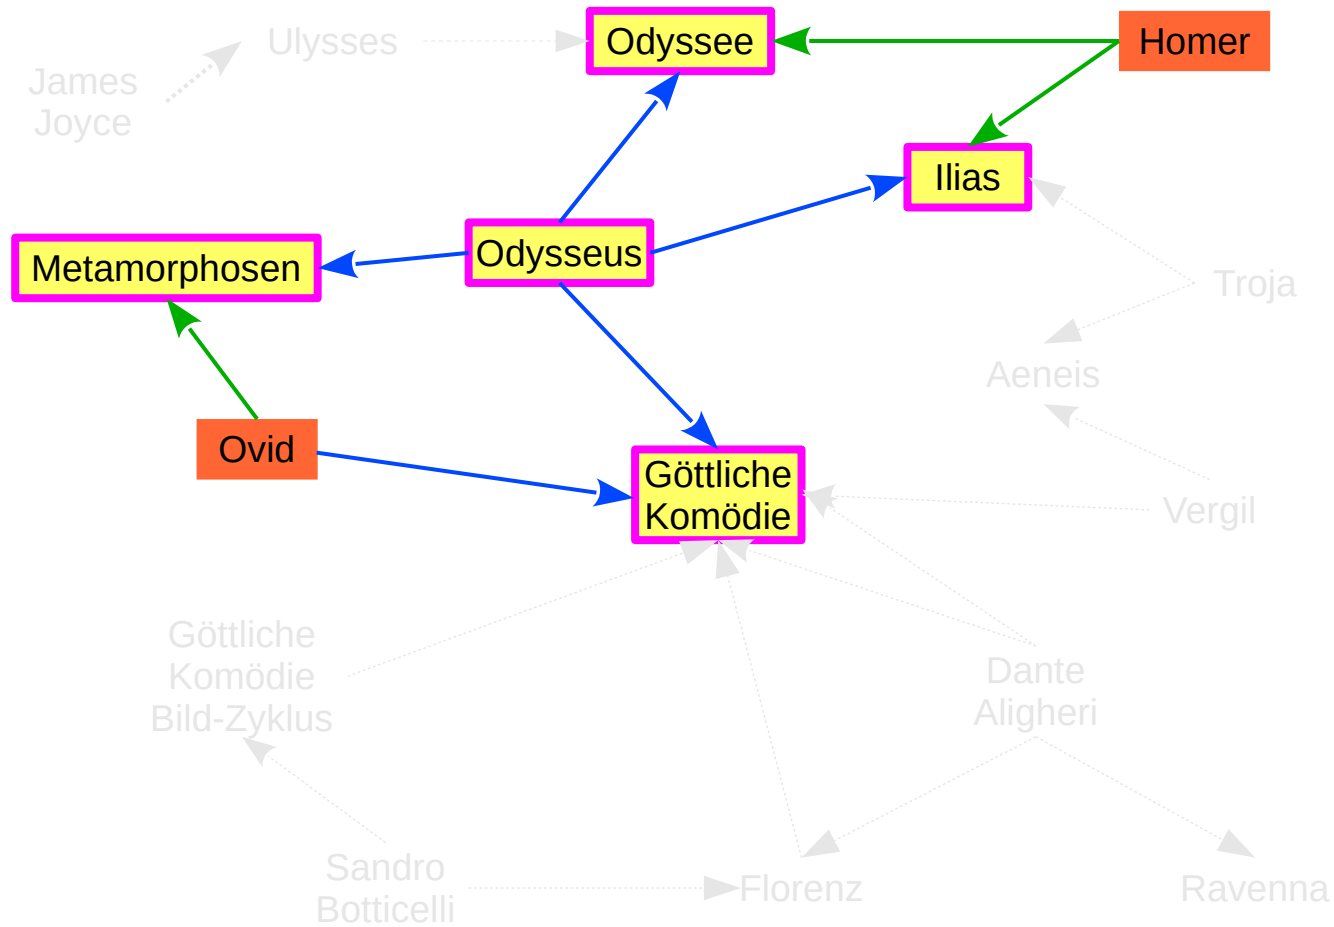 Ulysses
Odyssee
Homer
James
Joyce
Ilias
Odysseus
Metamorphosen
Troja
Aeneis
Ovid
Göttliche
Komödie
Vergil
Göttliche
Komödie
Bild-Zyklus
Dante
Aligheri
Sandro
Botticelli
Florenz
Ravenna